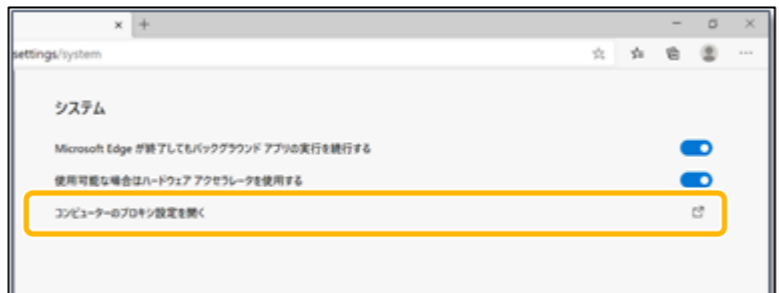 settings/system
システム
Microsoft Edge が終了してもバックグラウンド アプリの実行を続行する
使用可能な場合はハードウェア アクセラレータを使用する
コンピューターのプロキシ設定を開く